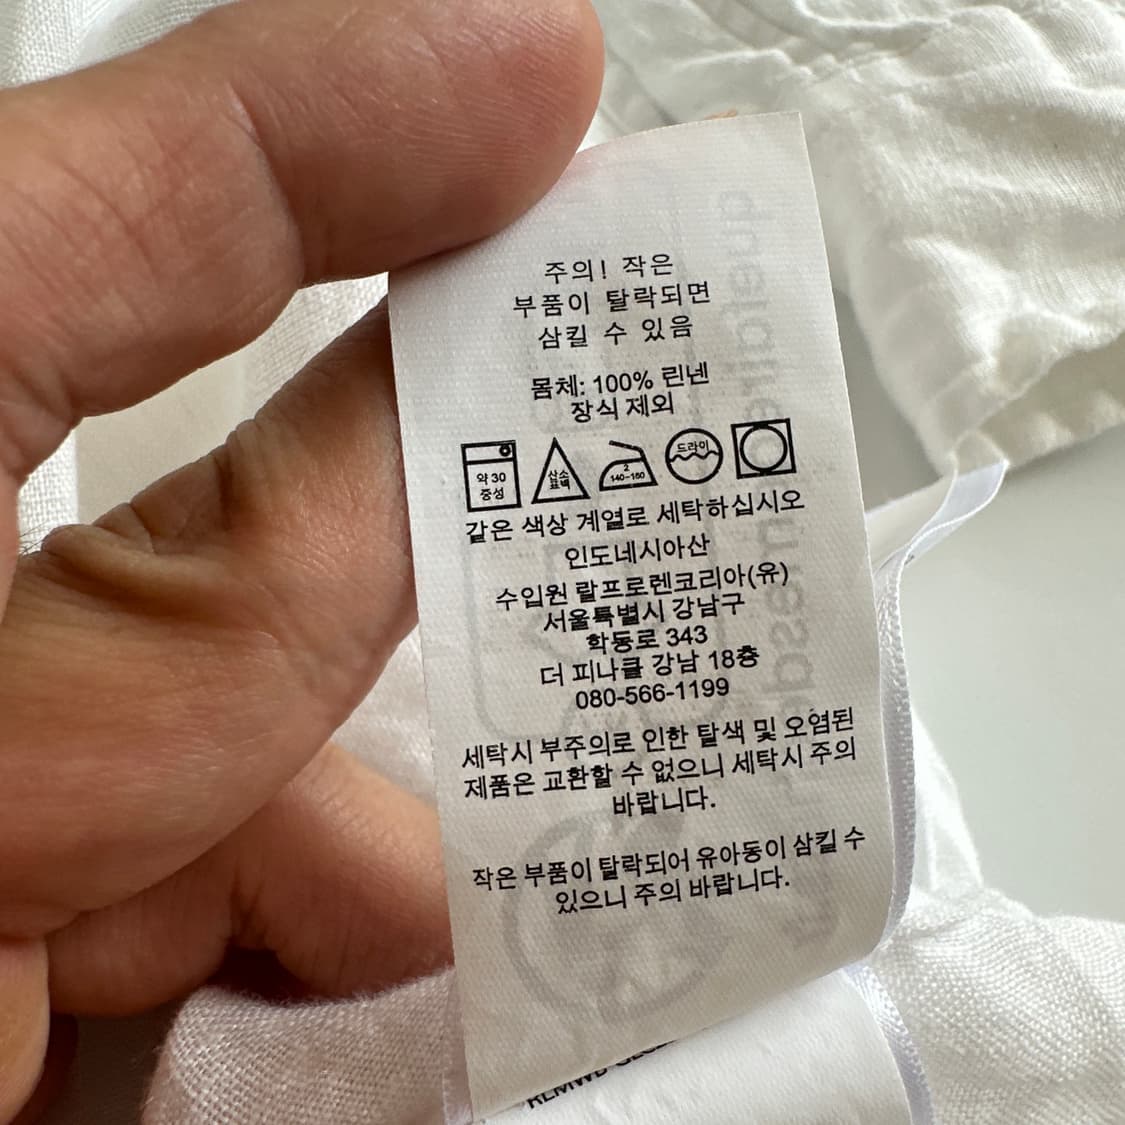 주의! 작은
부품이 탈락되면
삼킬 수 있음
몸체: 100% 린넨
장식 제외
약 30
중성
산소
표백
2
140~160
드라이
같은 색상 계열로 세탁하십시오
인도네시아산
수입원 랄프로렌코리아(유)
서울특별시 강남구
학동로 343
더 피나클 강남 18층
080-566-1199
세탁시 부주의로 인한 탈색 및 오염된
제품은 교환할 수 없으니 세탁시 주의
바랍니다.
작은 부품이 탈락되어 유아동이 삼킬 수
있으니 주의 바랍니다.